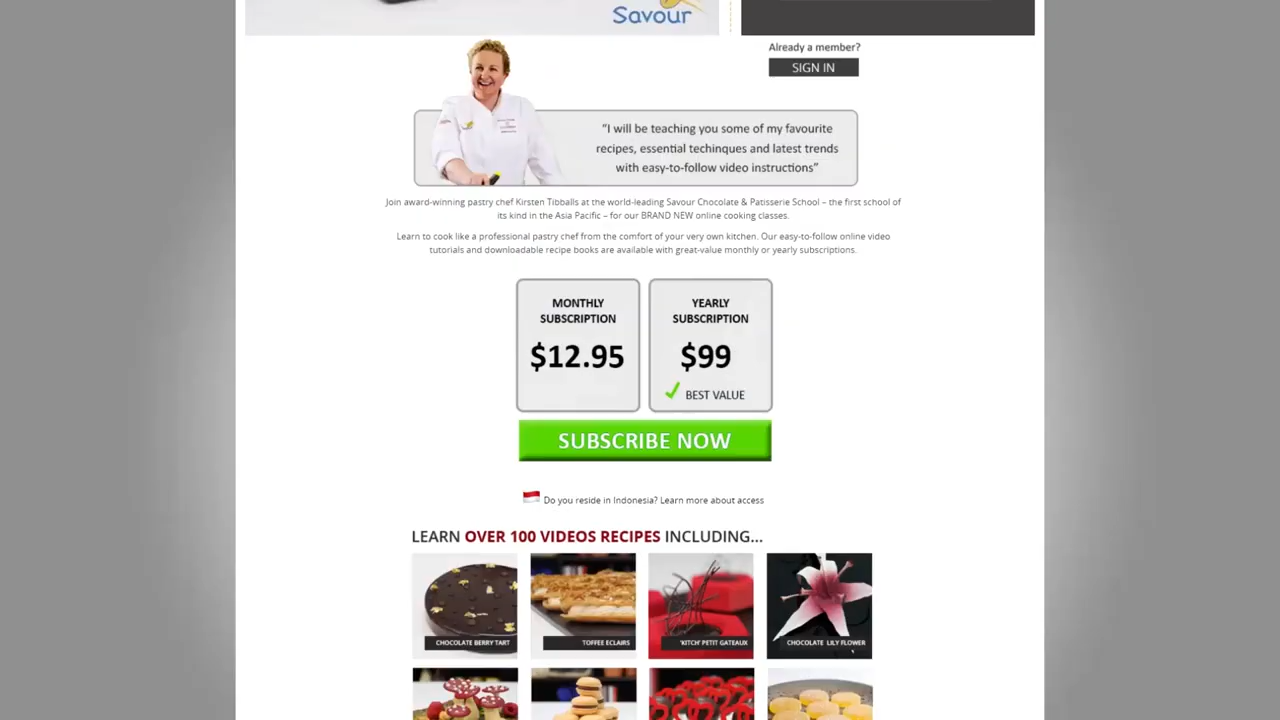 Savour
Already a member?
SIGN IN
“I will be teaching you some of my favourite
recipes, essential techinques and latest trends
with easy-to-follow video instructions”
Join award-winning pastry chef Kirsten Tibballs at the world-leading Savour Chocolate & Patisserie School – the first school of
its kind in the Asia Pacific – for our BRAND NEW online cooking classes.
Learn to cook like a professional pastry chef from the comfort of your very own kitchen. Our easy-to-follow online video
tutorials and downloadable recipe books are available with great-value monthly or yearly subscriptions.
MONTHLY
SUBSCRIPTION
$12.95
YEARLY
SUBSCRIPTION
$99
BEST VALUE
SUBSCRIBE NOW
Do you reside in Indonesia? Learn more about access
LEARN OVER 100 VIDEOS RECIPES INCLUDING...
CHOCOLATE BERRY TART
TOFFEE ECLAIRS
'KITCH' PETIT GATEAUX
CHOCOLATE LILY FLOWER